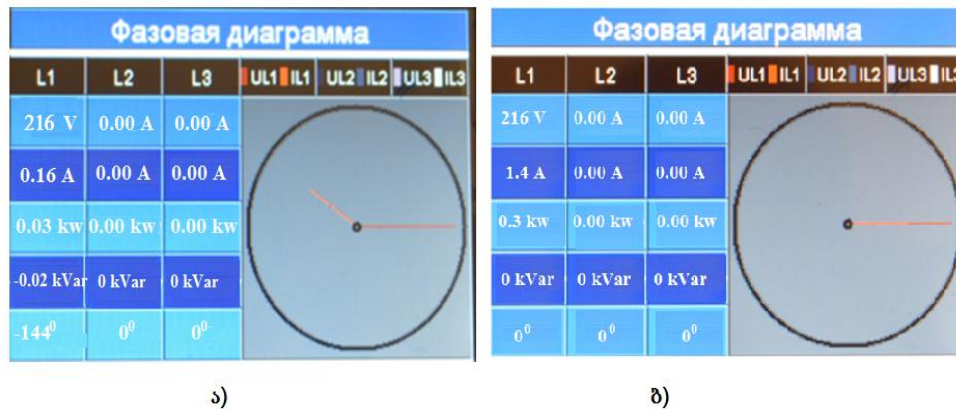 Фазовая диаграмма
L1 L2 L3 UL1 IL1 UL2 IL2 UL3 IL3
216 V 0.00 A 0.00 A
0.16 A 0.00 A 0.00 A
0.03 kw 0.00 kw 0.00 kw
-0.02 kVar 0 kVar 0 kVar
-144⁰ 0⁰ 0⁰
ა)
Фазовая диаграмма
L1 L2 L3 UL1 IL1 UL2 IL2 UL3 IL3
216 V 0.00 A 0.00 A
1.4 A 0.00 A 0.00 A
0.3 kw 0.00 kw 0.00 kw
0 kVar 0 kVar 0 kVar
0⁰ 0⁰ 0⁰
ბ)